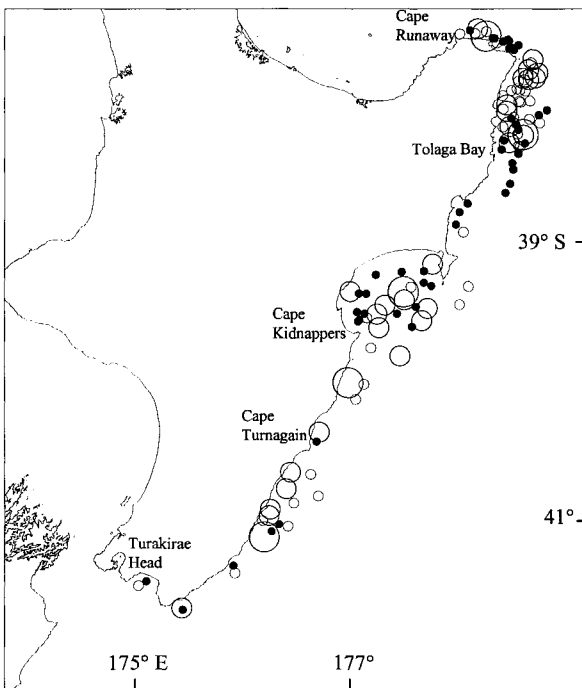 Cape
Runaway
Tolaga Bay
39° S
Cape
Kidnappers
Cape
Turnagain
41°
Turakirae
Head
175° E
177°